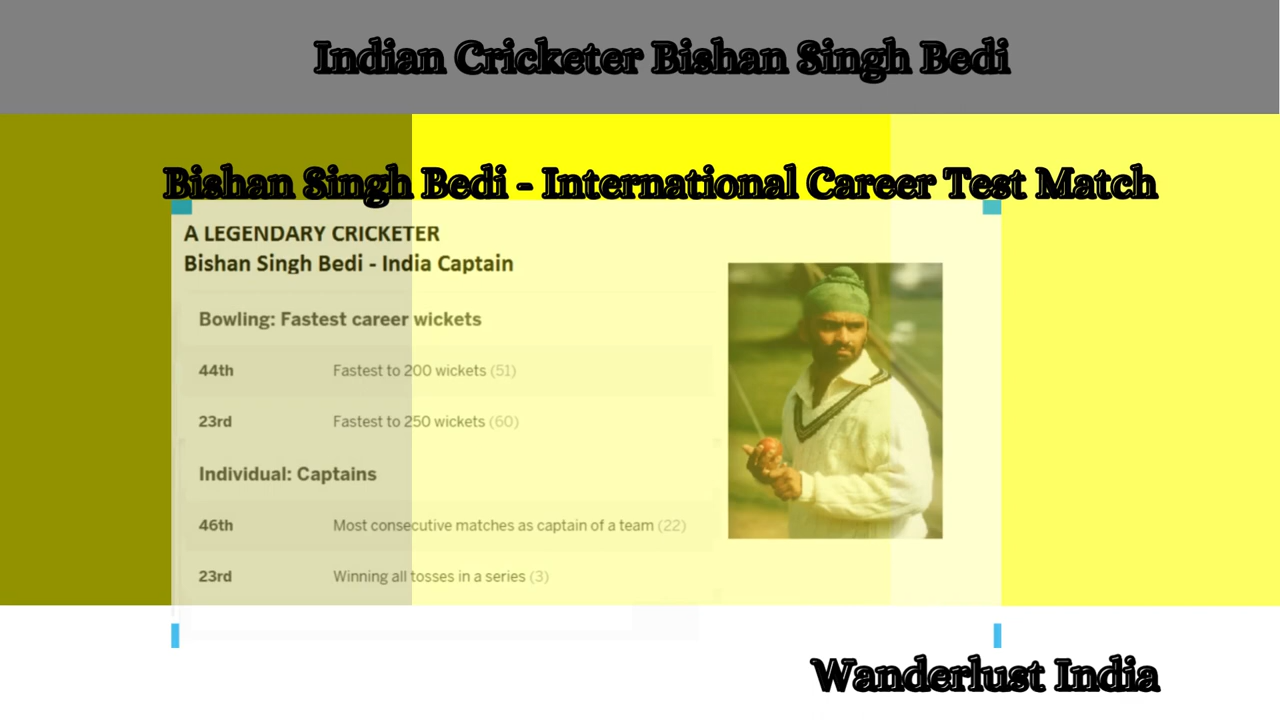 Indian Cricketer Bishan Singh Bedi
Bishan Singh Bedi - International Career Test Match
A LEGENDARY CRICKETER
Bishan Singh Bedi - India Captain
Bowling: Fastest career wickets
44th Fastest to 200 wickets (51)
23rd Fastest to 250 wickets (60)
Individual: Captains
46th Most consecutive matches as captain of a team (22)
23rd Winning all tosses in a series (3)
Wanderlust India